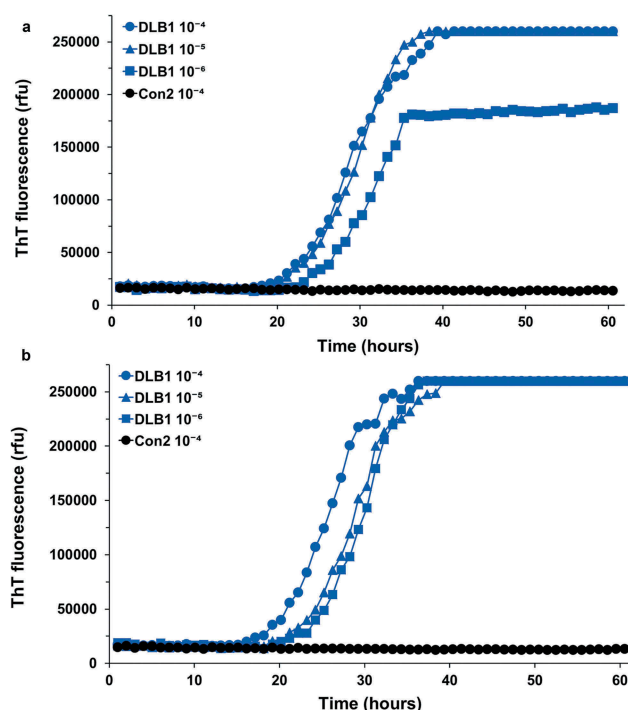 a
DLB1 10⁻⁴
DLB1 10⁻⁵
DLB1 10⁻⁶
Con2 10⁻⁴
250000
200000
150000
100000
50000
0
ThT fluorescence (rfu)
0 10 20 30 40 50 60
Time (hours)
b
DLB1 10⁻⁴
DLB1 10⁻⁵
DLB1 10⁻⁶
Con2 10⁻⁴
250000
200000
150000
100000
50000
0
ThT fluorescence (rfu)
0 10 20 30 40 50 60
Time (hours)